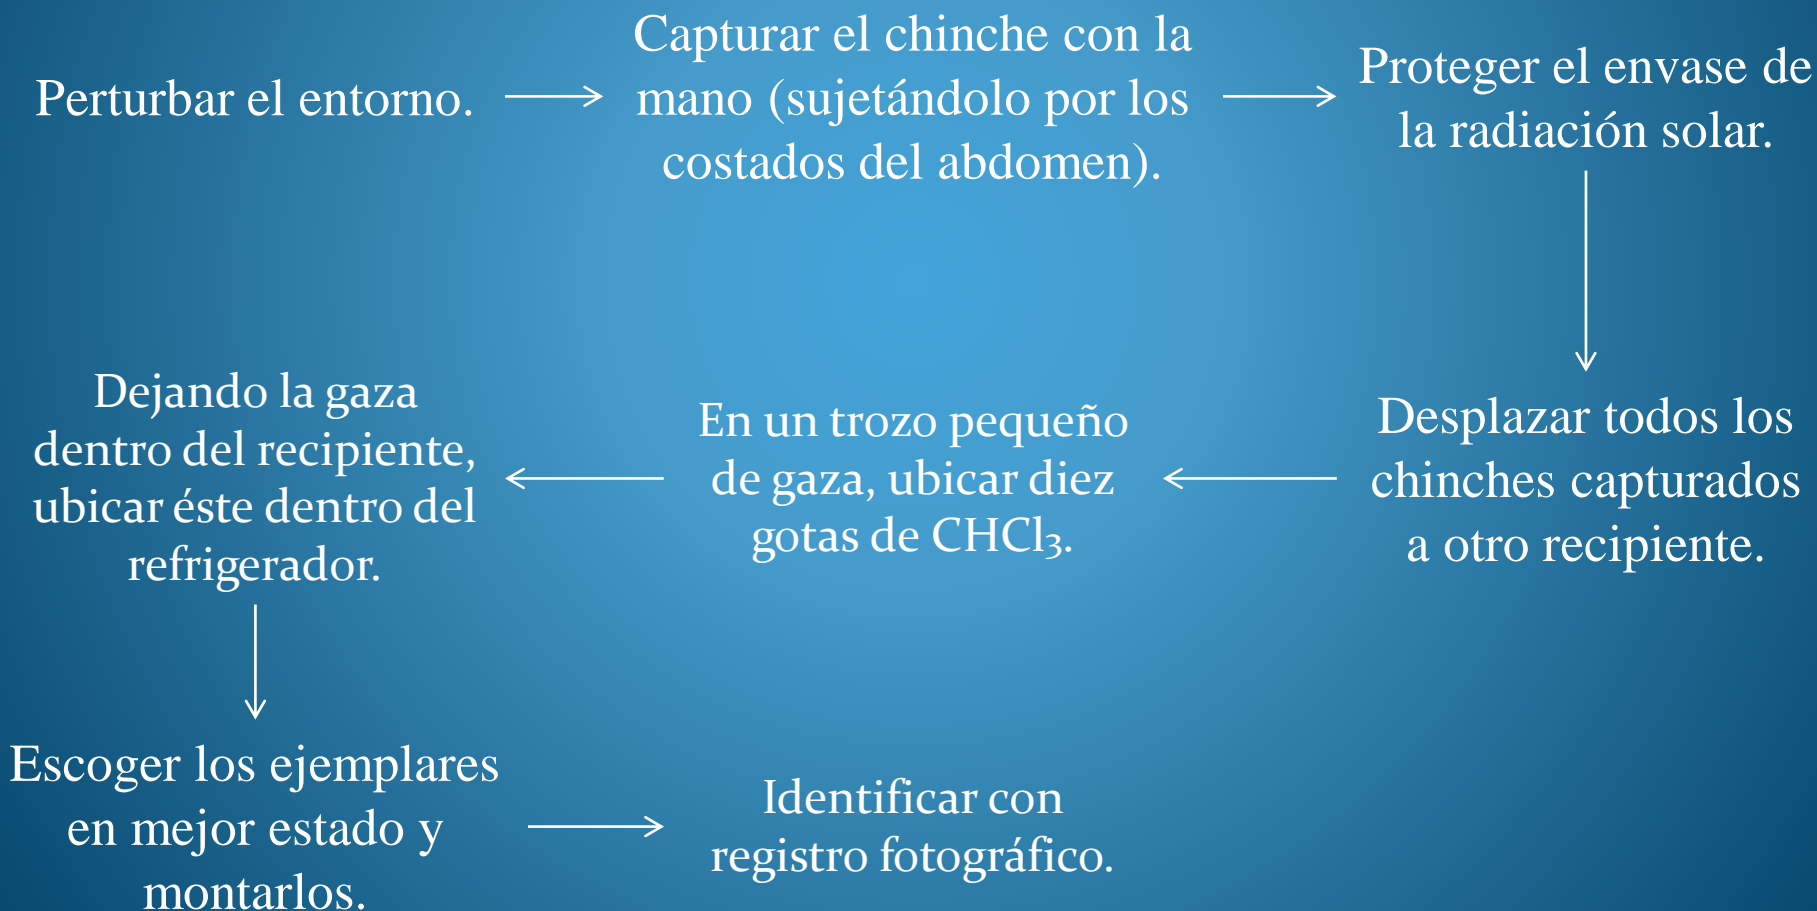 Perturbar el entorno.
Capturar el chinche con la
mano (sujetándolo por los
costados del abdomen).
Proteger el envase de
la radiación solar.
Desplazar todos los
chinches capturados
a otro recipiente.
En un trozo pequeño
de gaza, ubicar diez
gotas de CHCl₃.
Dejando la gaza
dentro del recipiente,
ubicar éste dentro del
refrigerador.
Escoger los ejemplares
en mejor estado y
montarlos.
Identificar con
registro fotográfico.